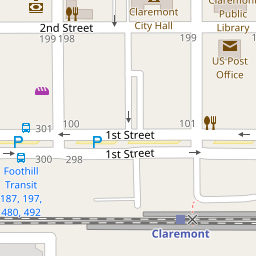 Claremont
City Hall
Claremont
Public
Library
2nd Street
199 198
199
US Post
Office
100
101
301
P
P
1st Street
1st Street
300
298
Foothill
Transit
187, 197,
480, 492
Claremont